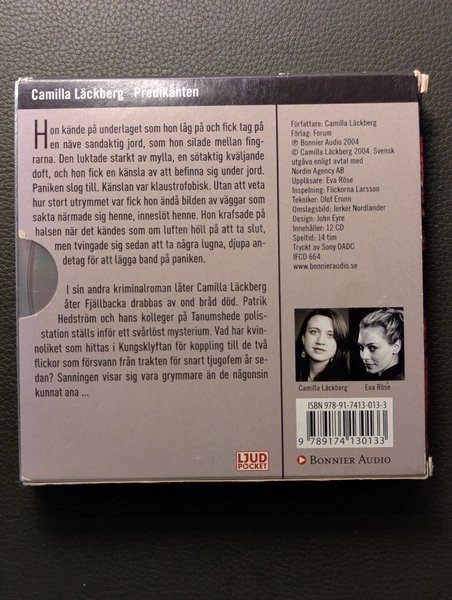 Camilla Läckberg Predikanten
Hon kände på underlaget som hon låg på och fick tag på
en näve sandaktig jord, som hon silade mellan fing-
rarna. Den luktade starkt av mylla, en sötaktig kväljande
doft, och hon fick en känsla av att befinna sig under jord.
Paniken slog till. Känslan var klaustrofobisk. Utan att veta
hur stort utrymmet var fick hon ändå bilden av väggar som
sakta närmade sig henne, inneslöt henne. Hon krafsade på
halsen när det kändes som om luften höll på att ta slut,
men tvingade sig sedan att ta några lugna, djupa an-
detag för att lägga band på paniken.
I sin andra kriminalroman låter Camilla Läckberg
åter Fjällbacka drabbas av ond bråd död. Patrik
Hedström och hans kolleger på Tanumshede polis-
station ställs inför ett svårlöst mysterium. Vad har kvin-
noliket som hittas i Kungsklyftan för koppling till de två
flickor som försvann från trakten för snart tjugofem år se-
dan? Sanningen visar sig vara grymmare än de någonsin
kunnat ana ...
LJUD
POCKET
Författare: Camilla Läckberg
Förlag: Forum
℗ Bonnier Audio 2004
© Camilla Läckberg 2004. Svensk
utgåva enligt avtal med
Nordin Agency AB
Uppläsare: Eva Röse
Inspelning: Flickorna Larsson
Tekniker: Olof Eronn
Omslagsbild: Jerker Nordlander
Design: John Eyre
Innehåller: 12 CD
Speltid: 14 tim
Tryckt av Sony DADC
IFCD 664
www.bonnieraudio.se
Camilla Läckberg
Eva Röse
ISBN 978-91-7413-013-3
9 789174 130133
BONNIER AUDIO